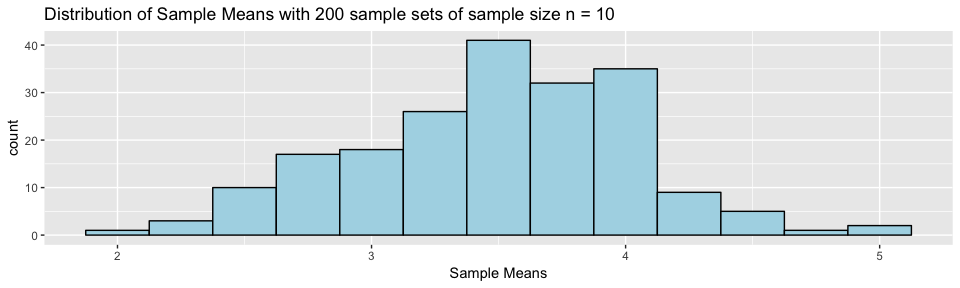 Distribution of Sample Means with 200 sample sets of sample size n = 10
count
40
30
20
10
0
2 3 4 5
Sample Means